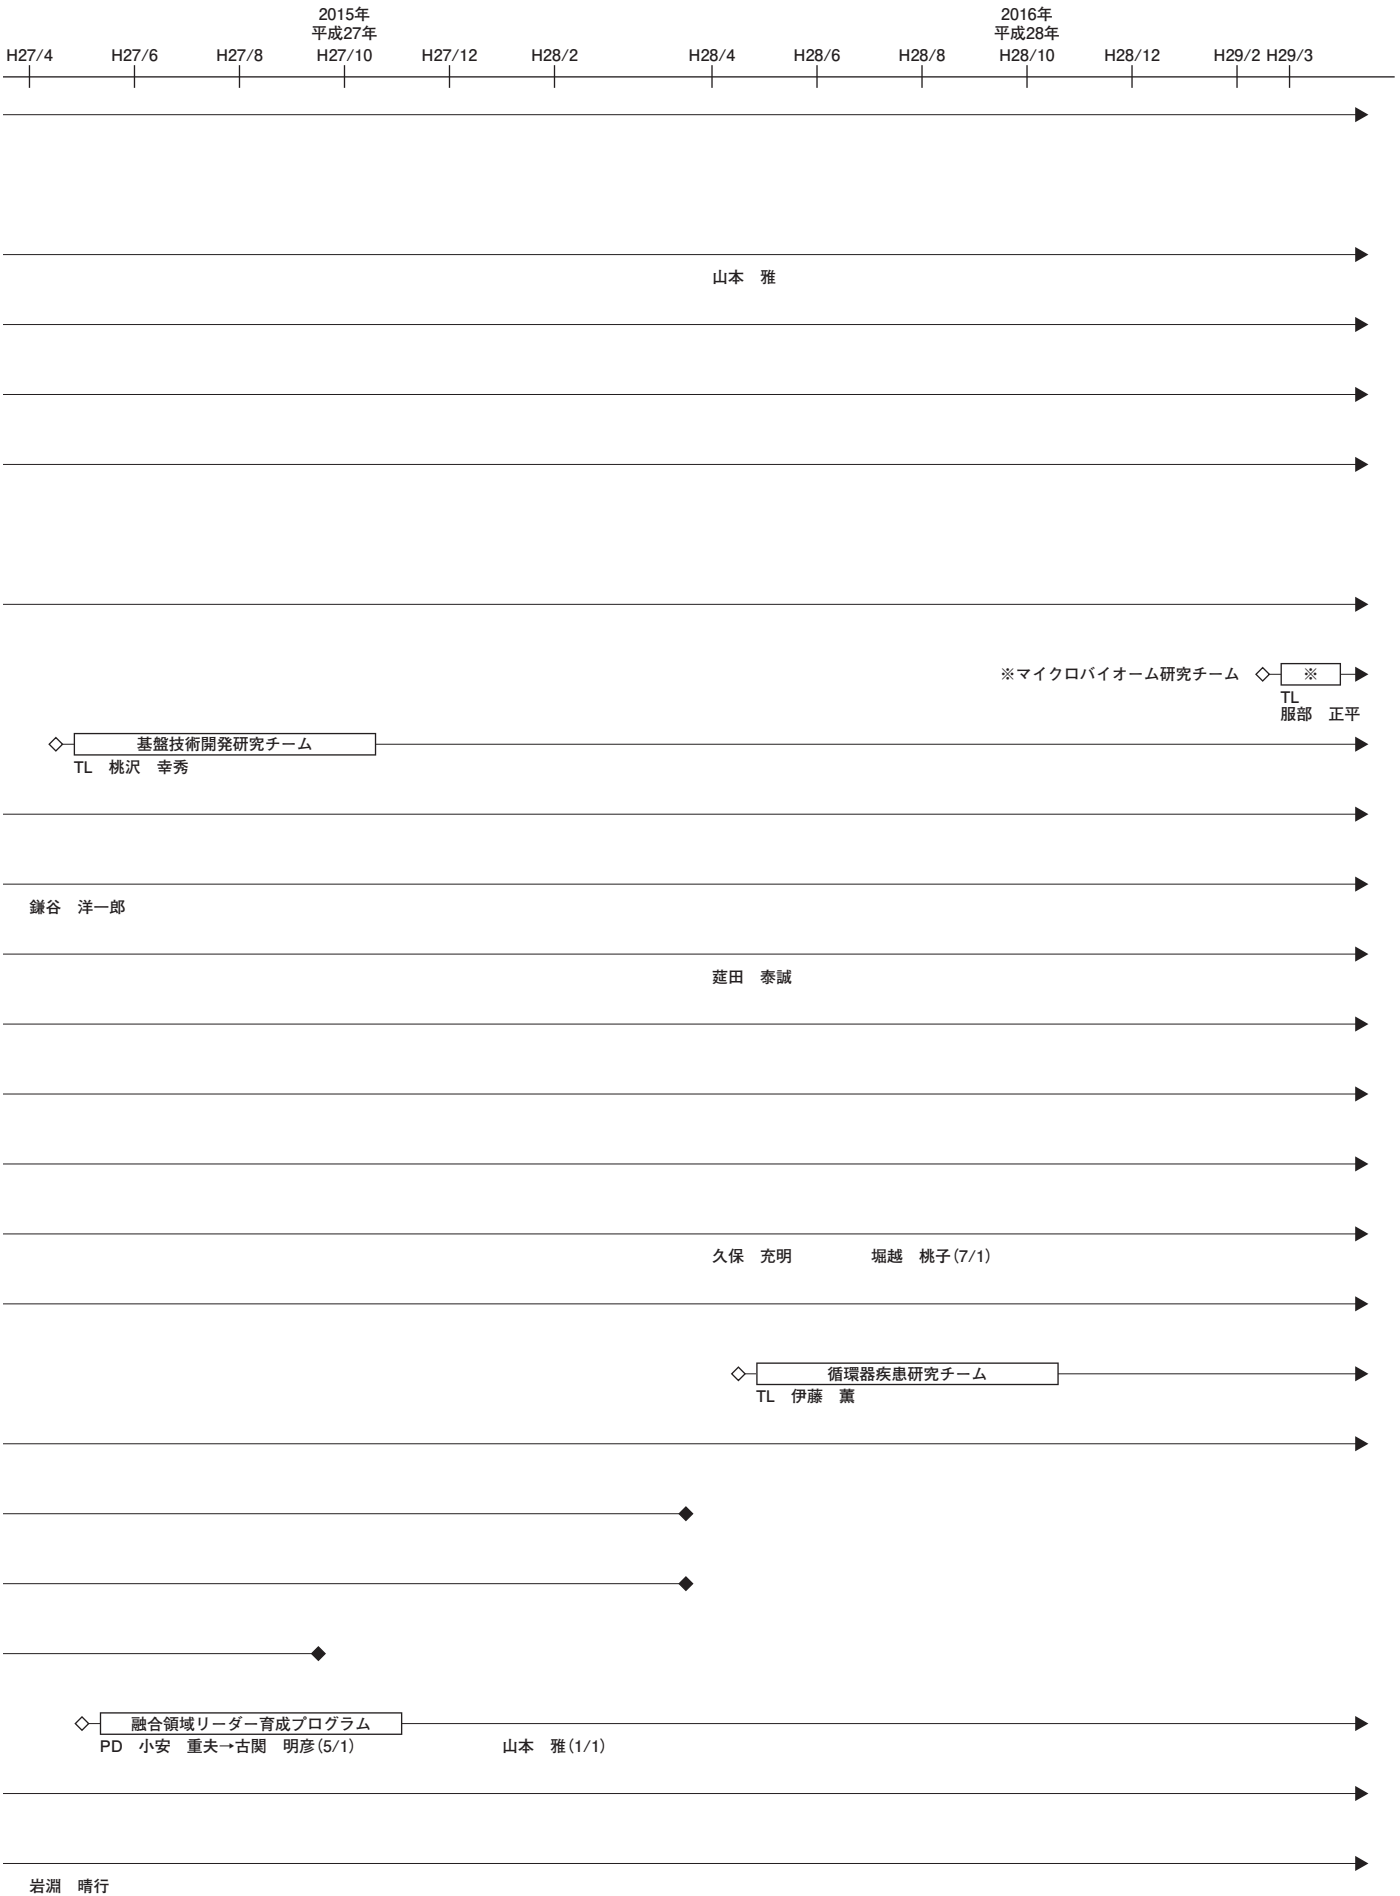 2015年 2016年
平成27年 平成28年
H27/4 H27/6 H27/8 H27/10 H27/12 H28/2 H28/4 H28/6 H28/8 H28/10 H28/12 H29/2 H29/3
山本　雅
※マイクロバイオーム研究チーム ※
TL
服部　正平
基盤技術開発研究チーム
TL　桃沢　幸秀
鎌谷　洋一郎
莚田　泰誠
久保　充明 堀越　桃子(7/1)
循環器疾患研究チーム
TL　伊藤　薫
融合領域リーダー育成プログラム
PD　小安　重夫→古関　明彦(5/1) 山本　雅(1/1)
岩淵　晴行